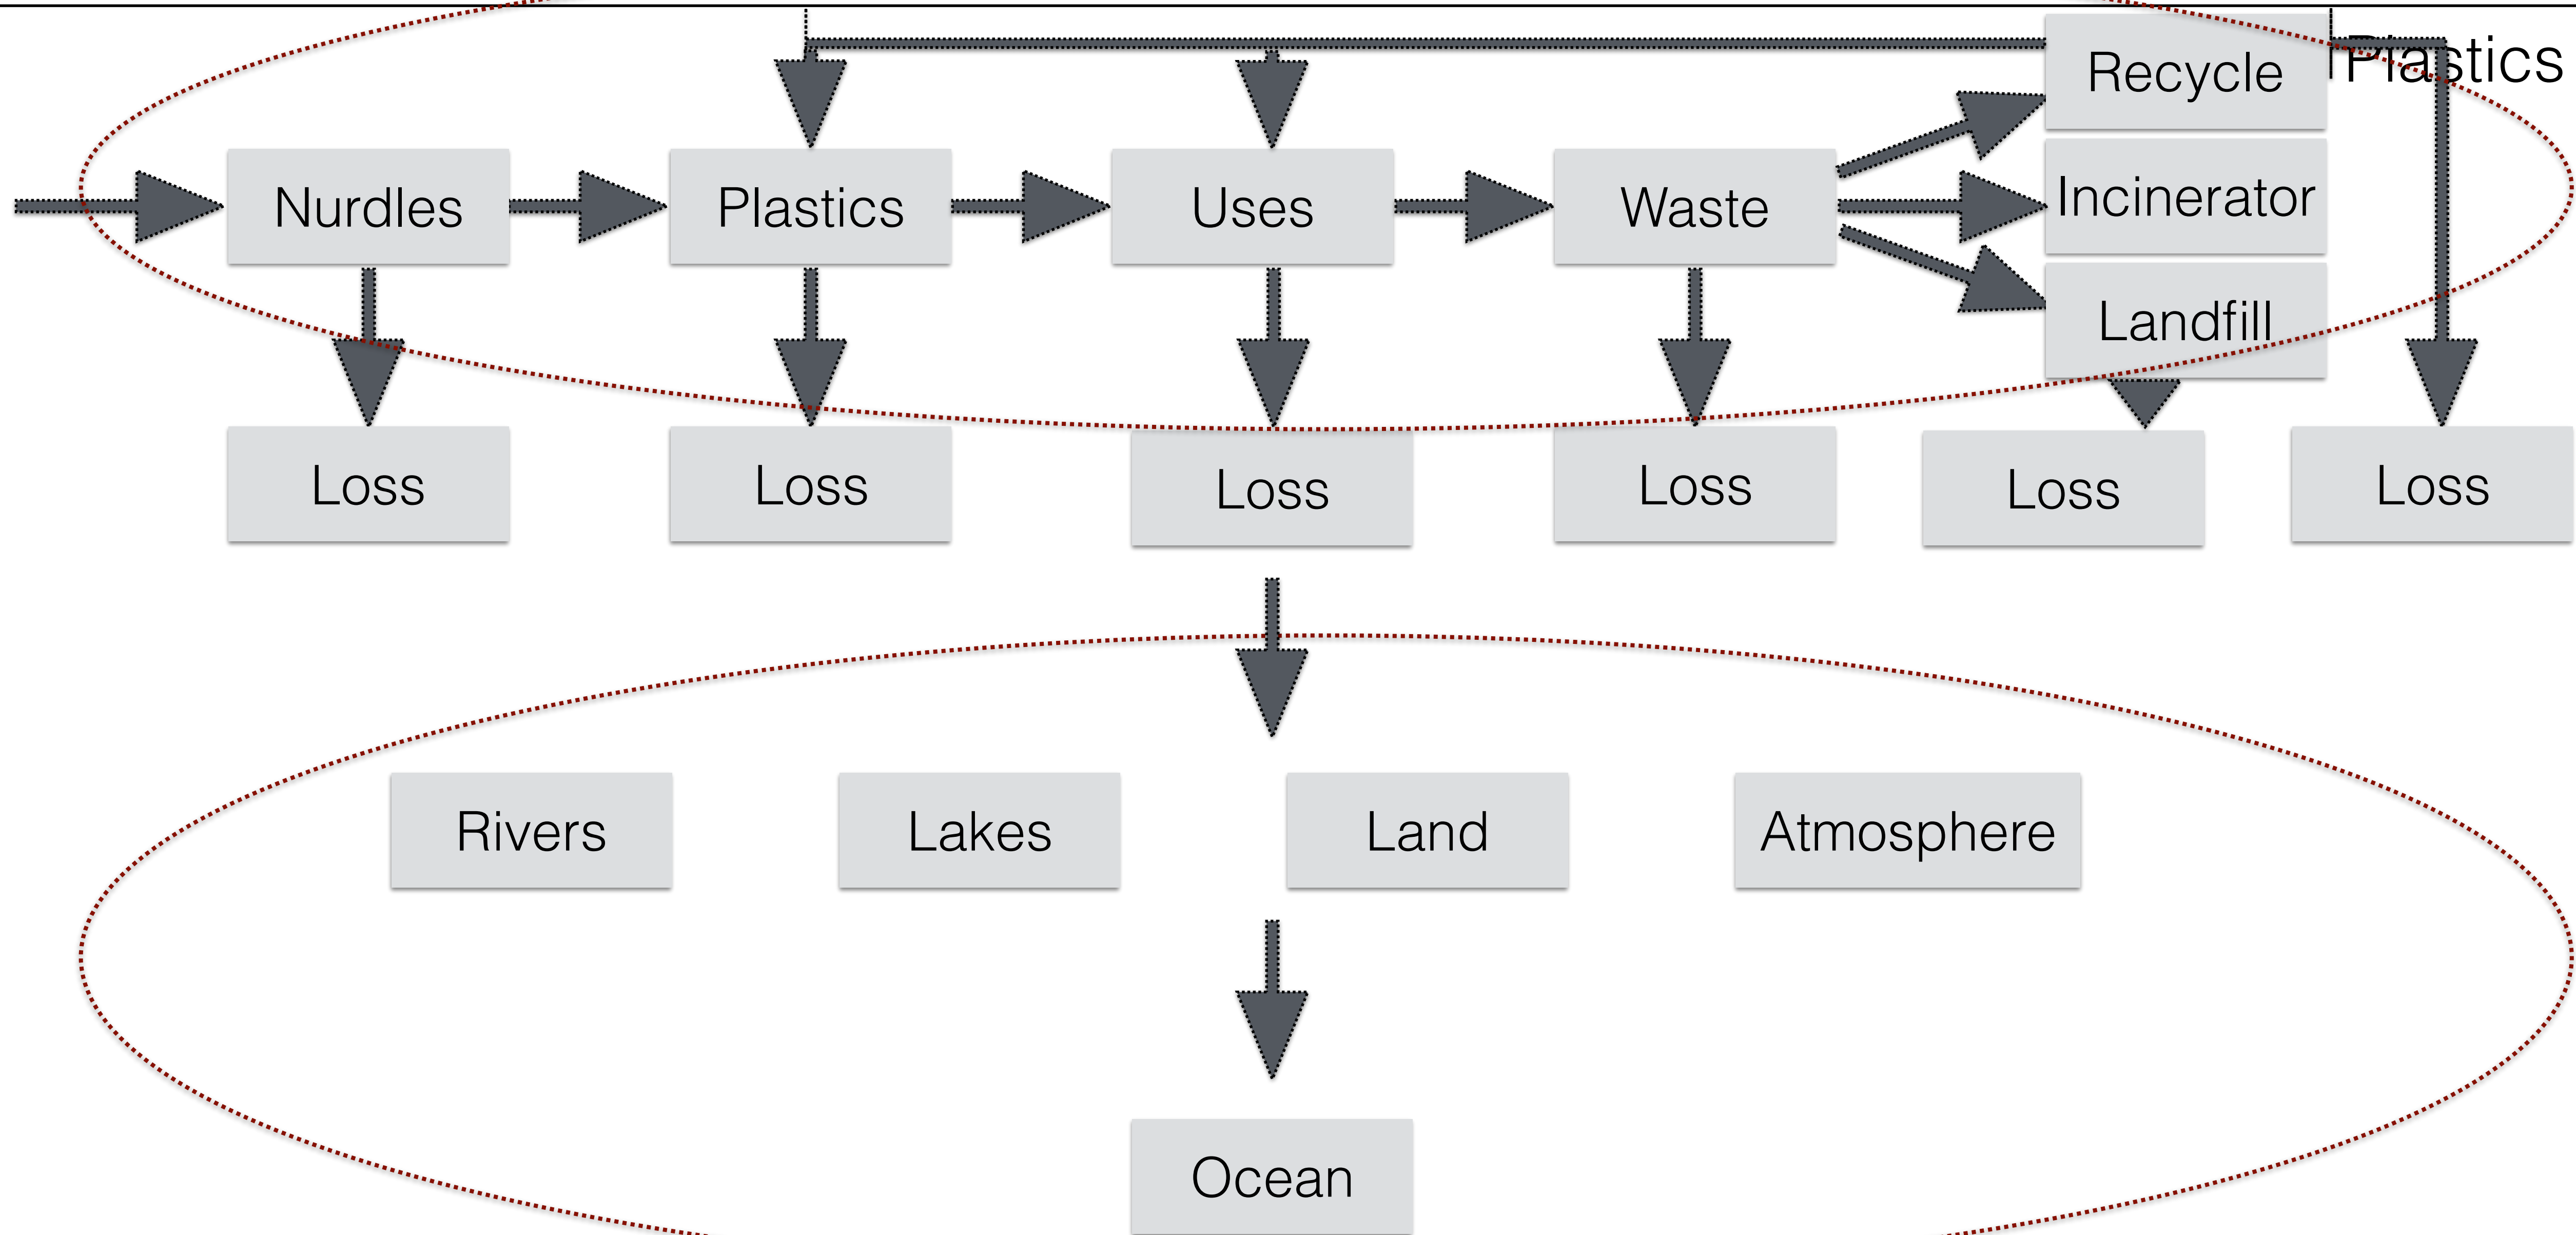 Plastics
Recycle
Nurdles
Plastics
Uses
Waste
Incinerator
Landfill
Loss
Loss
Loss
Loss
Loss
Loss
Rivers
Lakes
Land
Atmosphere
Ocean